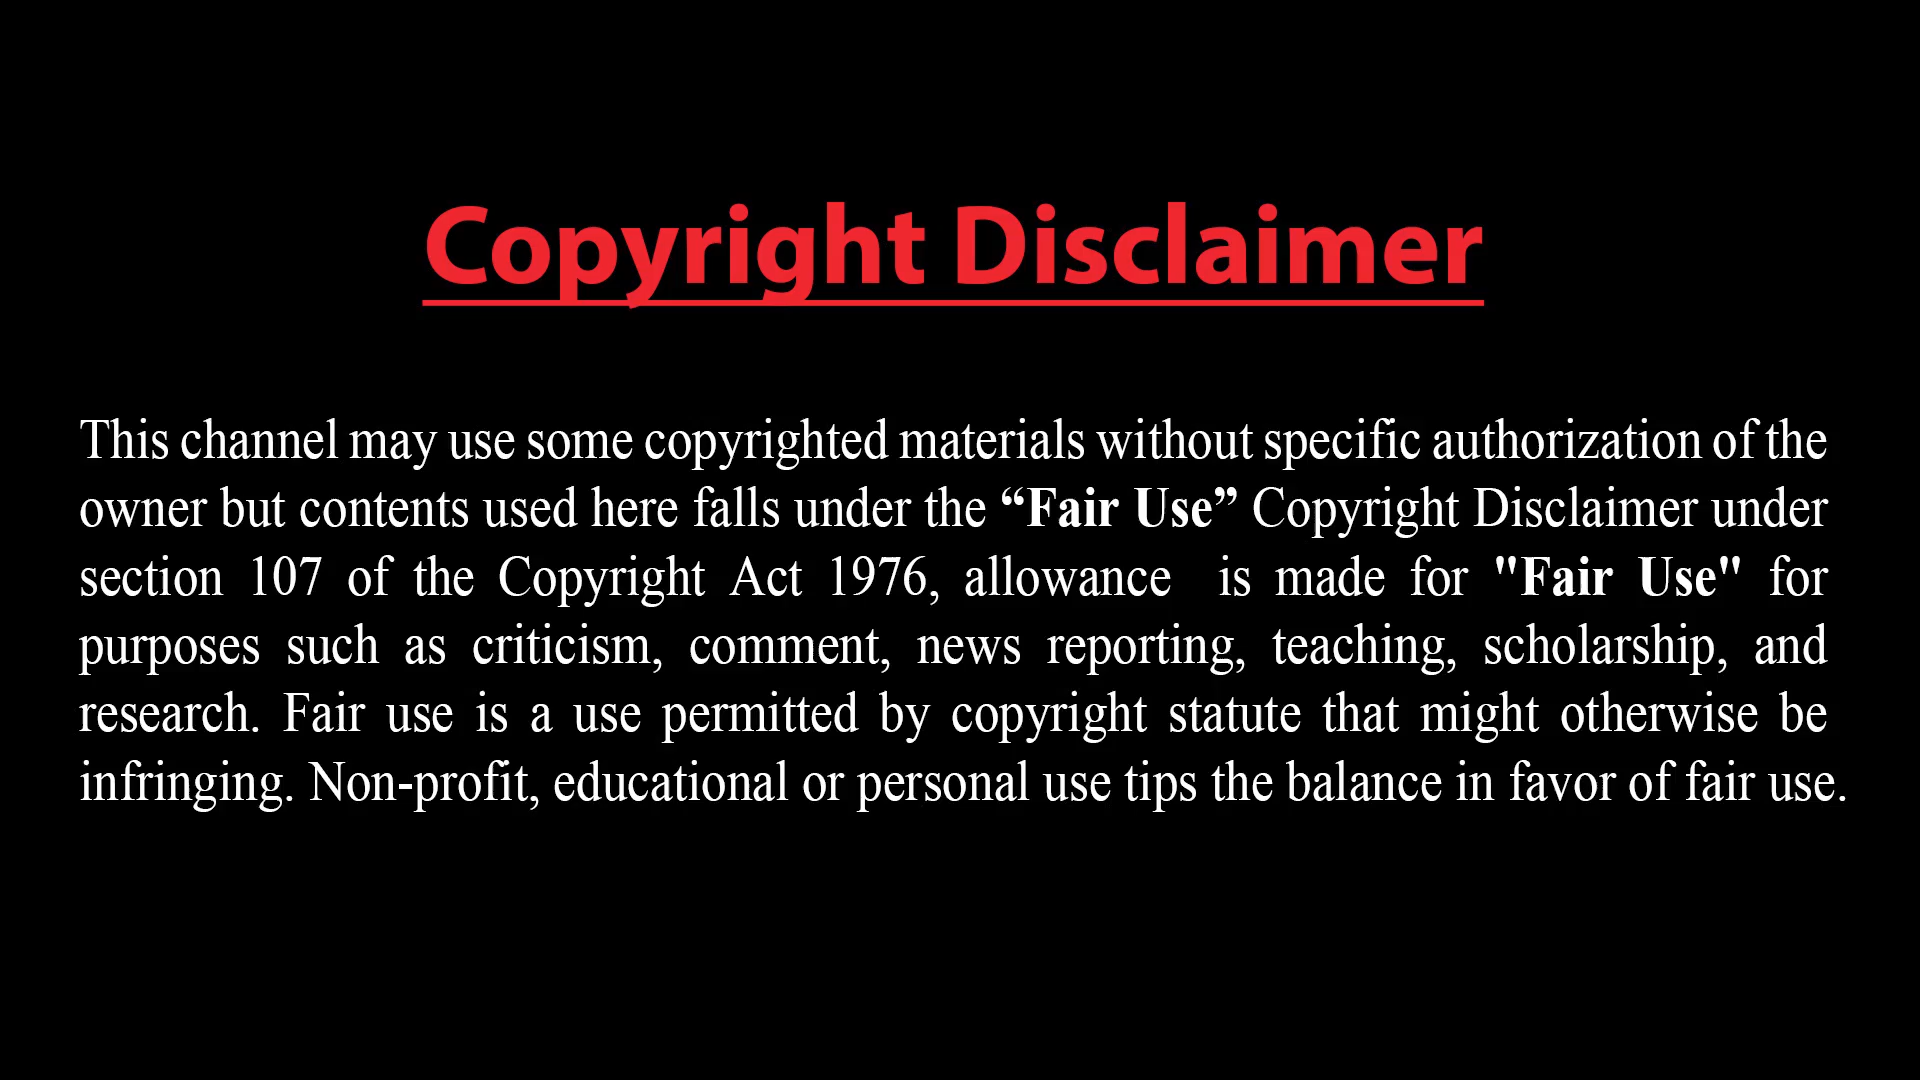 Copyright Disclaimer
This channel may use some copyrighted materials without specific authorization of the
owner but contents used here falls under the “Fair Use” Copyright Disclaimer under
section 107 of the Copyright Act 1976, allowance  is made for "Fair Use" for
purposes such as criticism, comment, news reporting, teaching, scholarship, and
research. Fair use is a use permitted by copyright statute that might otherwise be
infringing. Non-profit, educational or personal use tips the balance in favor of fair use.